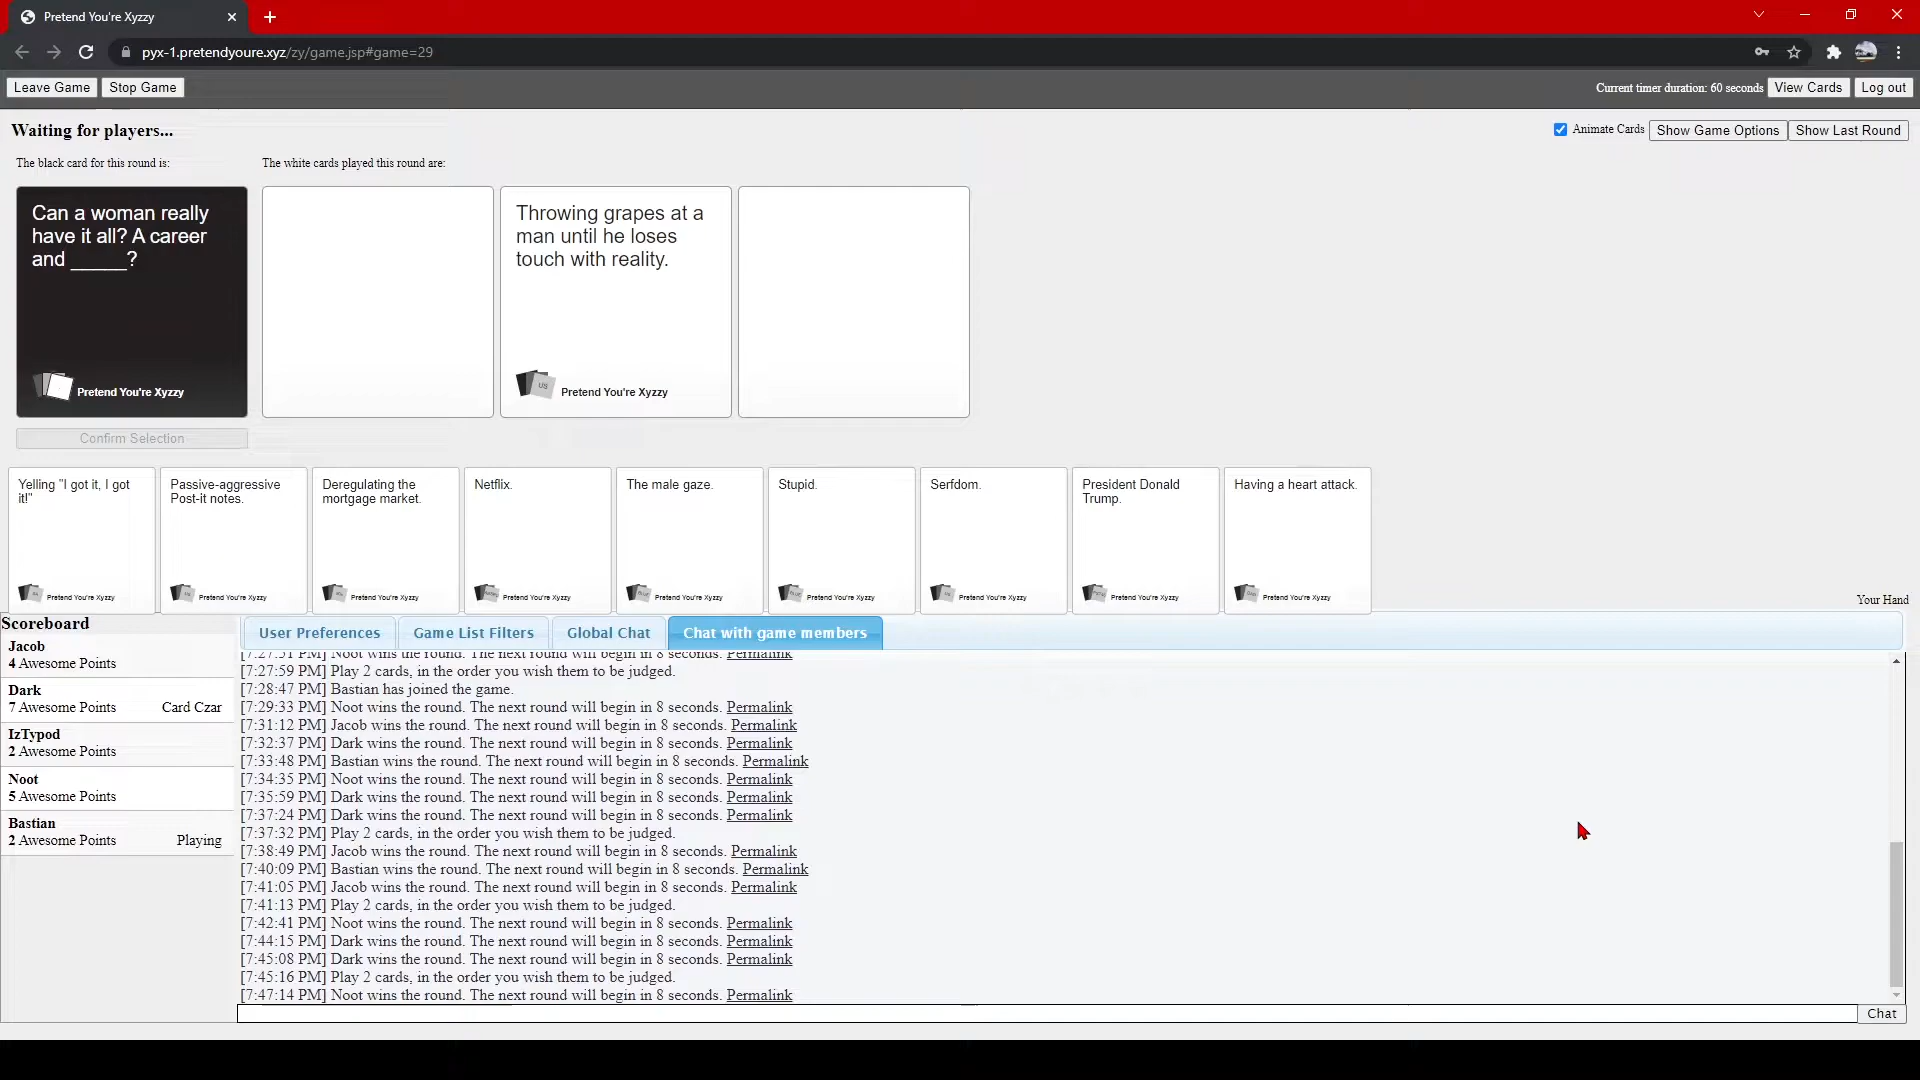 Pretend You're Xyzzy
pyx-1.pretendyoure.xyz/zy/game.jsp#game=29
Leave Game
Stop Game
Current timer duration: 60 seconds
View Cards
Log out
Waiting for players...
Animate Cards
Show Game Options
Show Last Round
The black card for this round is:
The white cards played this round are:
Can a woman really
have it all? A career
and _____?
Pretend You're Xyzzy
Throwing grapes at a
man until he loses
touch with reality.
US
Pretend You're Xyzzy
Confirm Selection
Yelling "I got it, I got
it!"
Pretend You're Xyzzy
Passive-aggressive
Post-it notes.
Pretend You're Xyzzy
Deregulating the
mortgage market.
Pretend You're Xyzzy
Netflix.
Pretend You're Xyzzy
The male gaze.
Pretend You're Xyzzy
Stupid.
Pretend You're Xyzzy
Serfdom.
Pretend You're Xyzzy
President Donald
Trump.
Pretend You're Xyzzy
Having a heart attack.
Pretend You're Xyzzy
Your Hand
Scoreboard
Jacob
4 Awesome Points
Dark
7 Awesome Points
Card Czar
IzTypod
2 Awesome Points
Noot
5 Awesome Points
Bastian
2 Awesome Points
Playing
User Preferences
Game List Filters
Global Chat
Chat with game members
[7:27:51 PM] Noot wins the round. The next round will begin in 8 seconds. Permalink
[7:27:59 PM] Play 2 cards, in the order you wish them to be judged.
[7:28:47 PM] Bastian has joined the game.
[7:29:33 PM] Noot wins the round. The next round will begin in 8 seconds. Permalink
[7:31:12 PM] Jacob wins the round. The next round will begin in 8 seconds. Permalink
[7:32:37 PM] Dark wins the round. The next round will begin in 8 seconds. Permalink
[7:33:48 PM] Bastian wins the round. The next round will begin in 8 seconds. Permalink
[7:34:35 PM] Noot wins the round. The next round will begin in 8 seconds. Permalink
[7:35:59 PM] Dark wins the round. The next round will begin in 8 seconds. Permalink
[7:37:24 PM] Dark wins the round. The next round will begin in 8 seconds. Permalink
[7:37:32 PM] Play 2 cards, in the order you wish them to be judged.
[7:38:49 PM] Jacob wins the round. The next round will begin in 8 seconds. Permalink
[7:40:09 PM] Bastian wins the round. The next round will begin in 8 seconds. Permalink
[7:41:05 PM] Jacob wins the round. The next round will begin in 8 seconds. Permalink
[7:41:13 PM] Play 2 cards, in the order you wish them to be judged.
[7:42:41 PM] Noot wins the round. The next round will begin in 8 seconds. Permalink
[7:44:15 PM] Dark wins the round. The next round will begin in 8 seconds. Permalink
[7:45:08 PM] Dark wins the round. The next round will begin in 8 seconds. Permalink
[7:45:16 PM] Play 2 cards, in the order you wish them to be judged.
[7:47:14 PM] Noot wins the round. The next round will begin in 8 seconds. Permalink
Chat